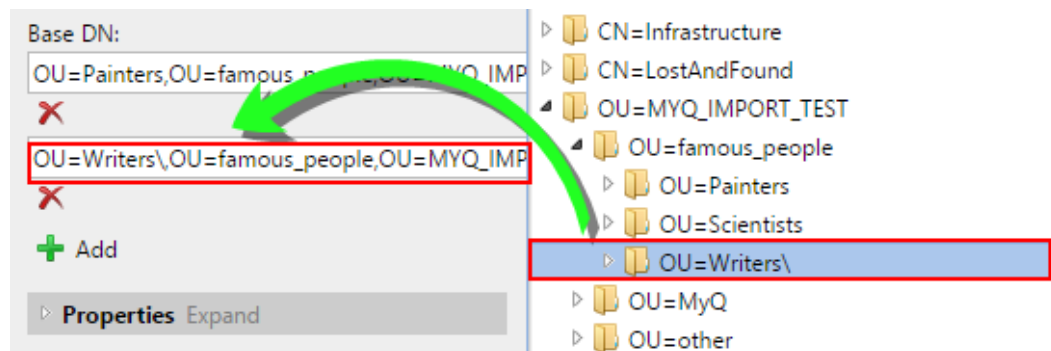 Base DN:
OU=Painters,OU=famous_people,OU=MYQ_IMP
OU=Writers\,OU=famous_people,OU=MYQ_IMP
Add
Properties Expand
CN=Infrastructure
CN=LostAndFound
OU=MYQ_IMPORT_TEST
OU=famous_people
OU=Painters
OU=Scientists
OU=Writers\
OU=MyQ
OU=other